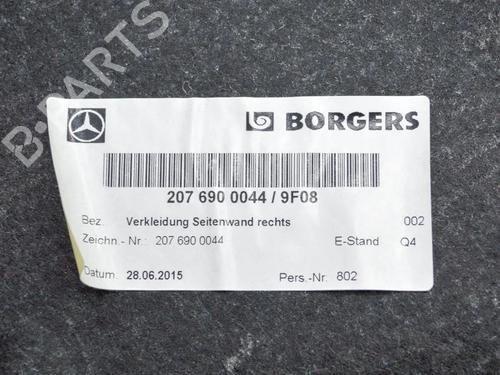 B-PARTS
BORGERS
207 690 0044 / 9F08
Bez. Verkleidung Seitenwand rechts 002
Zeichn.- Nr.: 207 690 0044 E-Stand Q4
Datum: 28.06.2015 Pers.-Nr: 802